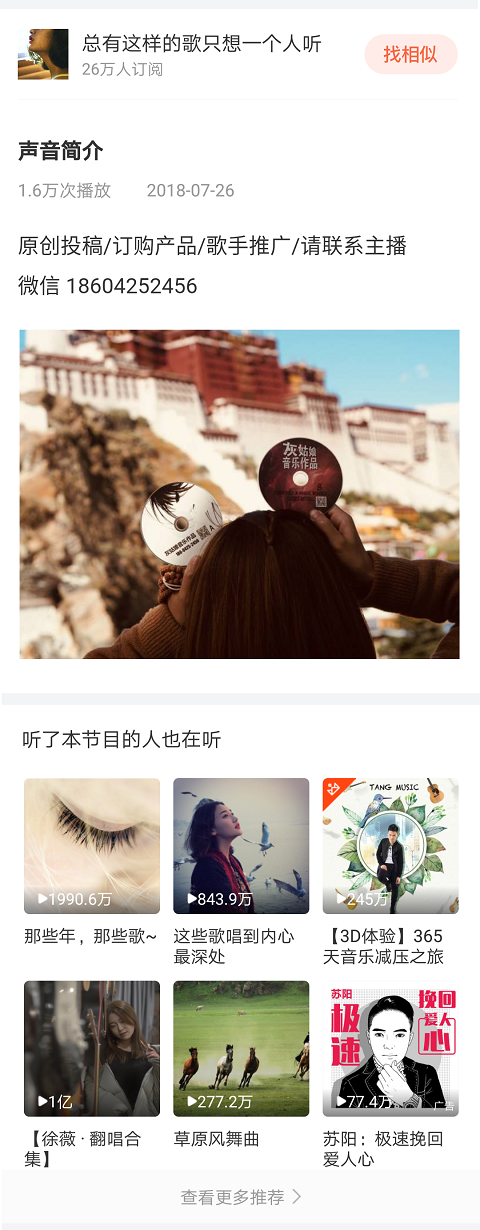 总有这样的歌只想一个人听
26万人订阅
找相似
声音简介
1.6万次播放 2018-07-26
原创投稿/订购产品/歌手推广/请联系主播
微信 18604252456
灰姑娘
音乐作品
灰姑娘音乐作品
听了本节目的人也在听
1990.6万
843.9万
TANG MUSIC
245万
那些年，那些歌~
这些歌唱到内心
最深处
【3D体验】365
天音乐减压之旅
1亿
277.2万
苏阳
极速
挽回
爱人
心
77.4万
广告
【徐薇 · 翻唱合
集】
草原风舞曲
苏阳：极速挽回
爱人心
查看更多推荐 >